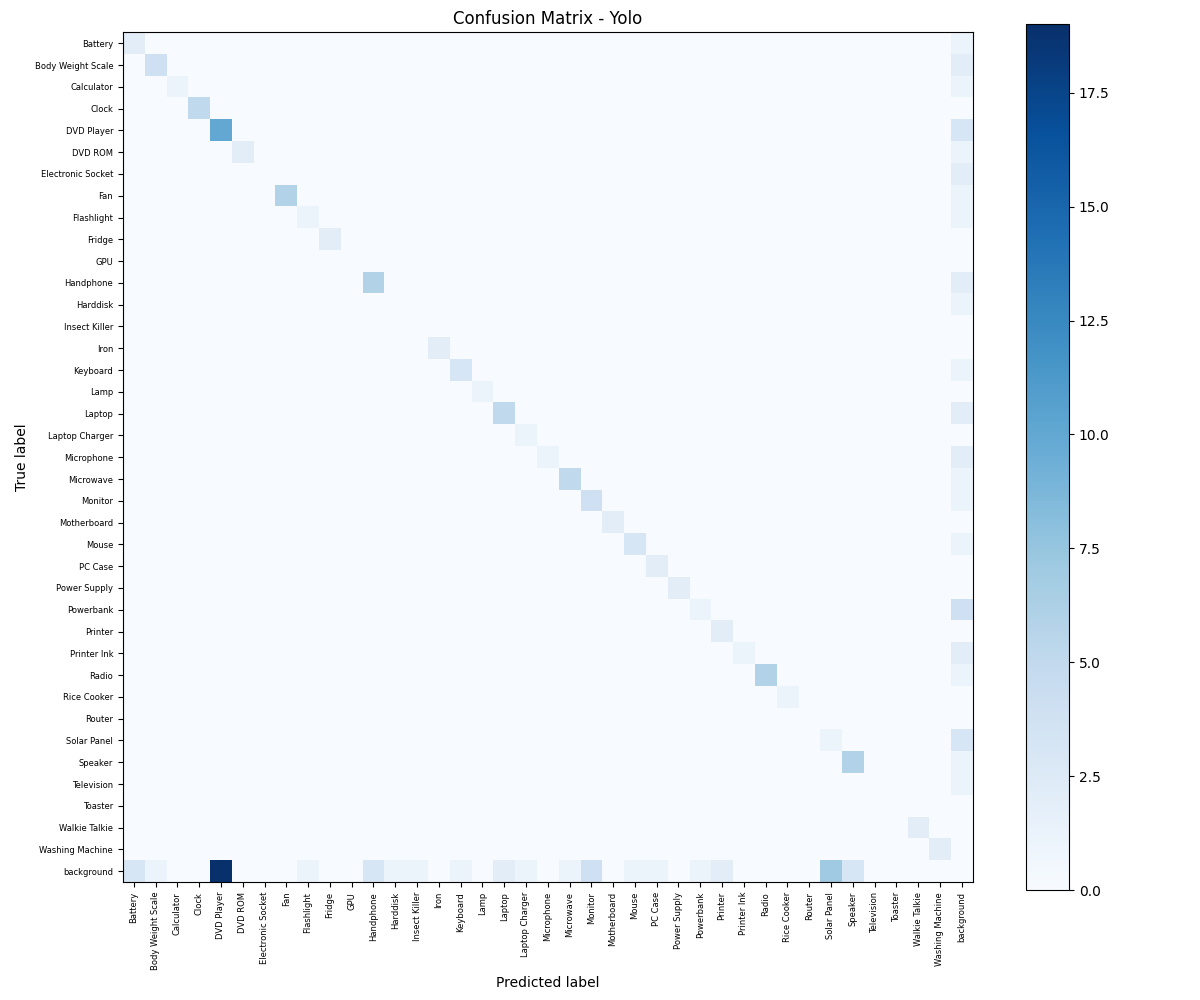 Confusion Matrix - Yolo
True label
Battery
Body Weight Scale
Calculator
Clock
DVD Player
DVD ROM
Electronic Socket
Fan
Flashlight
Fridge
GPU
Handphone
Harddisk
Insect Killer
Iron
Keyboard
Lamp
Laptop
Laptop Charger
Microphone
Microwave
Monitor
Motherboard
Mouse
PC Case
Power Supply
Powerbank
Printer
Printer Ink
Radio
Rice Cooker
Router
Solar Panel
Speaker
Television
Toaster
Walkie Talkie
Washing Machine
background
Battery
Body Weight Scale
Calculator
Clock
DVD Player
DVD ROM
Electronic Socket
Fan
Flashlight
Fridge
GPU
Handphone
Harddisk
Insect Killer
Iron
Keyboard
Lamp
Laptop
Laptop Charger
Microphone
Microwave
Monitor
Motherboard
Mouse
PC Case
Power Supply
Powerbank
Printer
Printer Ink
Radio
Rice Cooker
Router
Solar Panel
Speaker
Television
Toaster
Walkie Talkie
Washing Machine
background
Predicted label
17.5
15.0
12.5
10.0
7.5
5.0
2.5
0.0